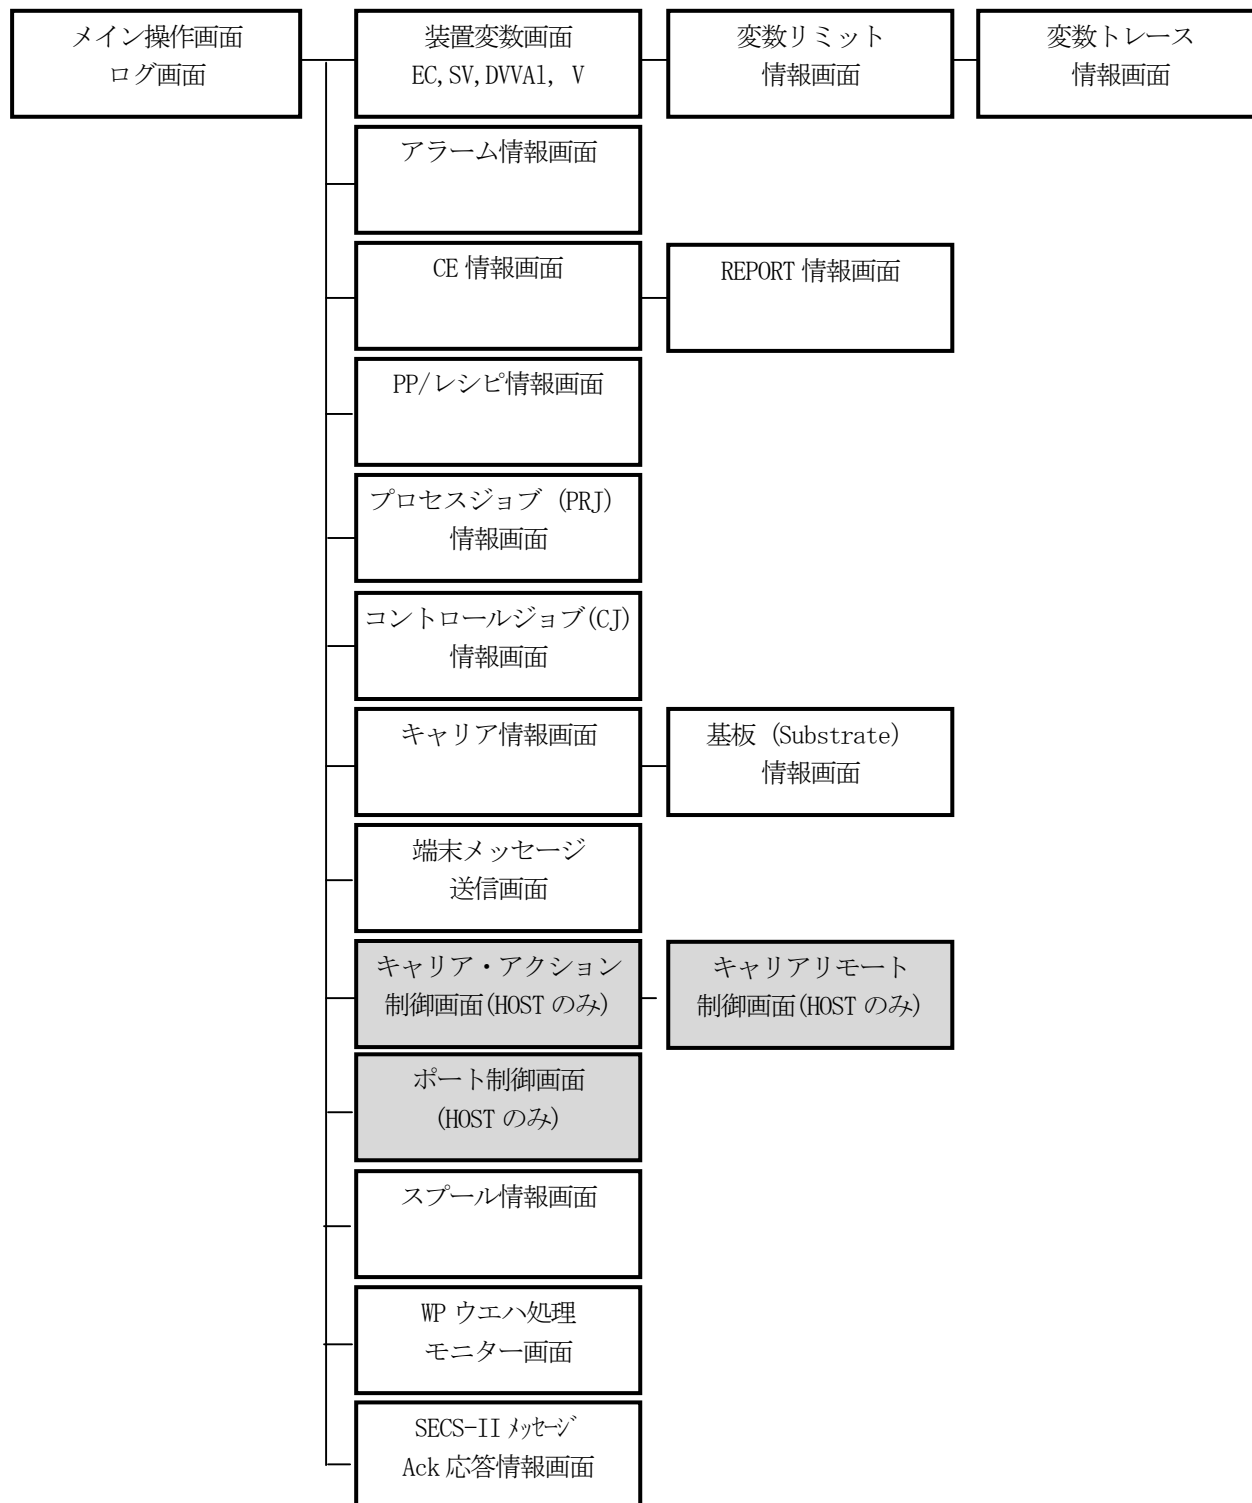 メイン操作画面
ログ画面
装置変数画面
EC,SV,DVVAl, V
変数リミット
情報画面
変数トレース
情報画面
アラーム情報画面
CE 情報画面
REPORT 情報画面
PP/レシピ情報画面
プロセスジョブ (PRJ)
情報画面
コントロールジョブ(CJ)
情報画面
キャリア情報画面
基板 (Substrate)
情報画面
端末メッセージ
送信画面
キャリア・アクション
制御画面(HOST のみ)
キャリアリモート
制御画面(HOST のみ)
ポート制御画面
(HOST のみ)
スプール情報画面
WP ウエハ処理
モニター画面
SECS-II メッセージ
Ack 応答情報画面